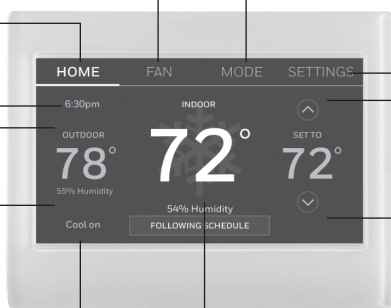 HOME FAN MODE SETTINGS
6:30pm INDOOR
OUTDOOR SET TO
78° 72° 72°
55% Humidity
54% Humidity
Cool on FOLLOWING SCHEDULE